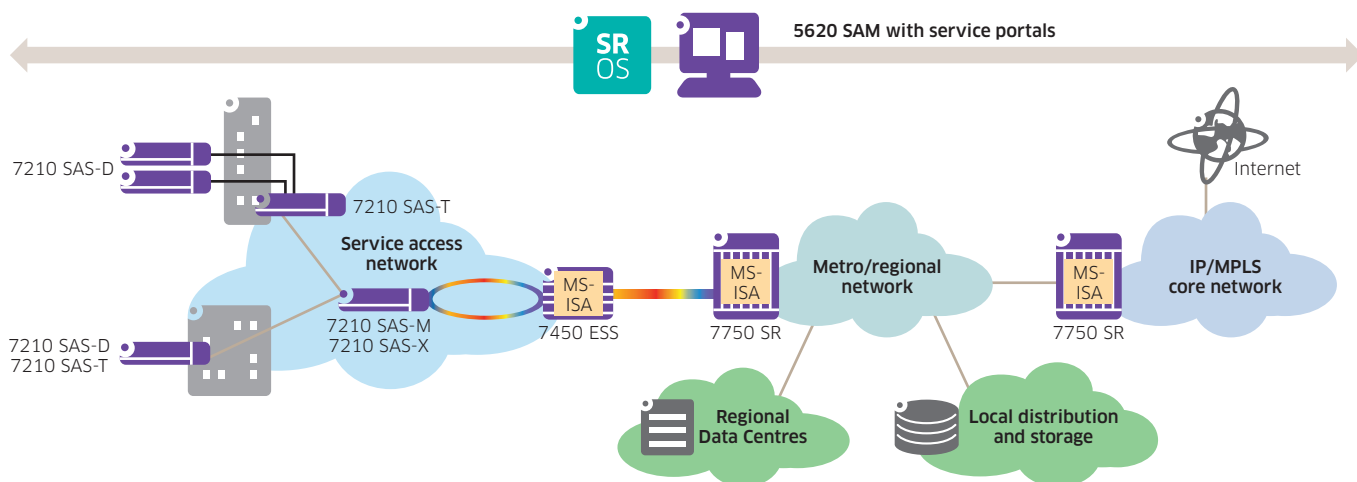 SR
OS
5620 SAM with service portals
7210 SAS-D
7210 SAS-T
Service access
network
Internet
MS-
ISA
7450 ESS
MS-
ISA
7750 SR
Metro/regional
network
MS-
ISA
7750 SR
IP/MPLS
core network
7210 SAS-M
7210 SAS-X
7210 SAS-D
7210 SAS-T
Regional
Data Centres
Local distribution
and storage